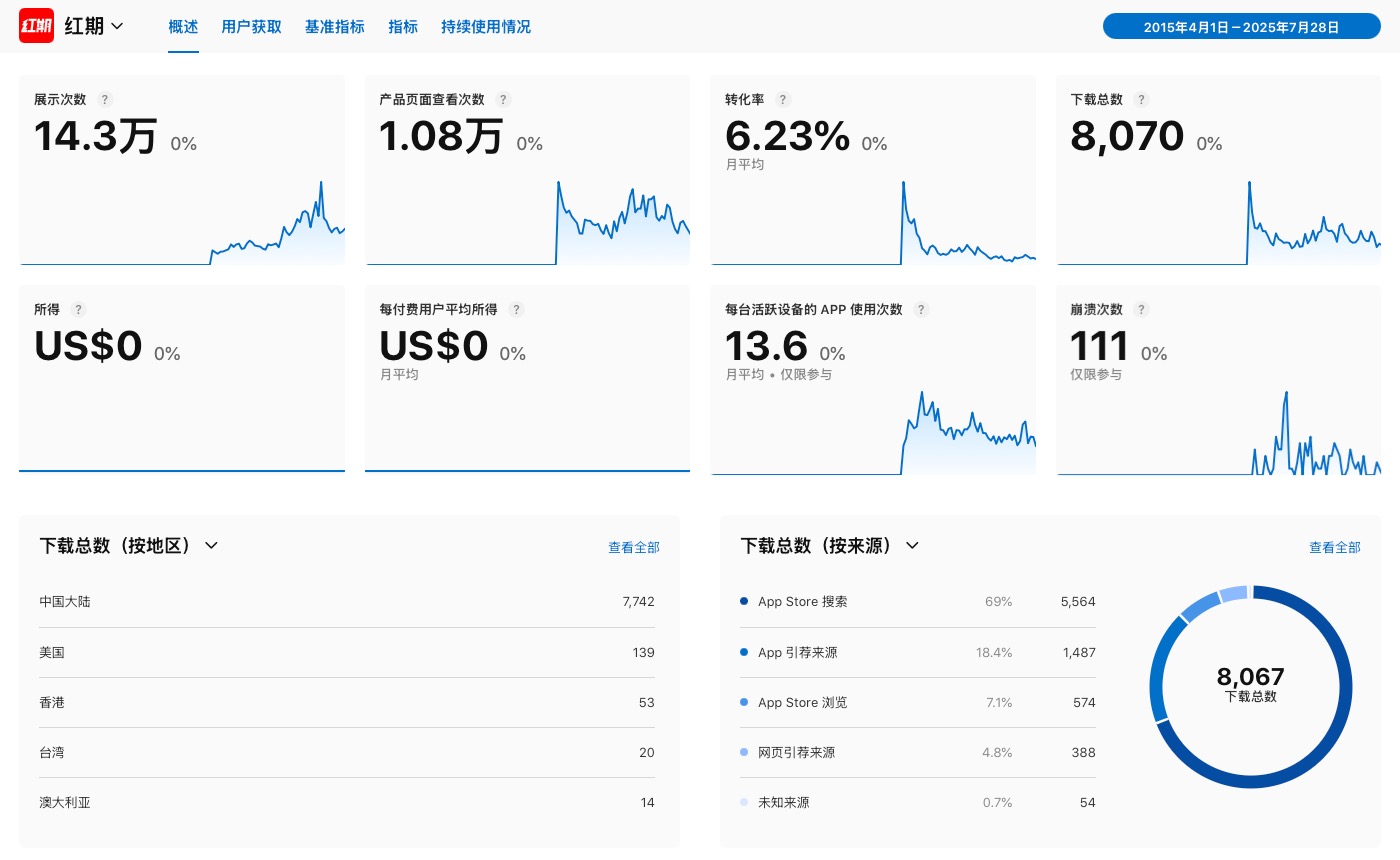 红期 红期 概述 用户获取 基准指标 指标 持续使用情况 2015年4月1日－2025年7月28日
展示次数 ?
14.3万 0%
产品页面查看次数 ?
1.08万 0%
转化率 ?
6.23% 0%
月平均
下载总数 ?
8,070 0%
所得 ?
US$0 0%
每付费用户平均所得 ?
US$0 0%
月平均
每台活跃设备的 APP 使用次数 ?
13.6 0%
月平均 • 仅限参与
崩溃次数 ?
111 0%
仅限参与
下载总数（按地区） 查看全部
中国大陆 7,742
美国 139
香港 53
台湾 20
澳大利亚 14
下载总数（按来源） 查看全部
App Store 搜索 69% 5,564
App 引荐来源 18.4% 1,487
App Store 浏览 7.1% 574
网页引荐来源 4.8% 388
未知来源 0.7% 54
8,067
下载总数